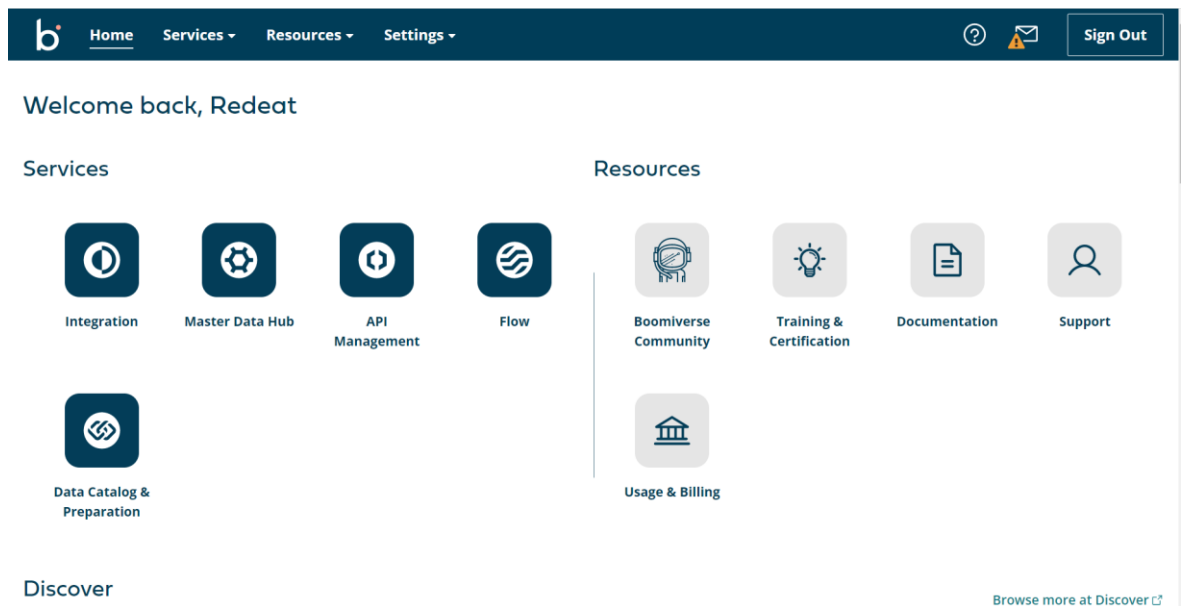 b
Home Services Resources Settings Sign Out
Welcome back, Redeat
Services
Integration
Master Data Hub
API
Management
Flow
Data Catalog &
Preparation
Resources
Boomiverse
Community
Training &
Certification
Documentation
Support
Usage & Billing
Discover
Browse more at Discover